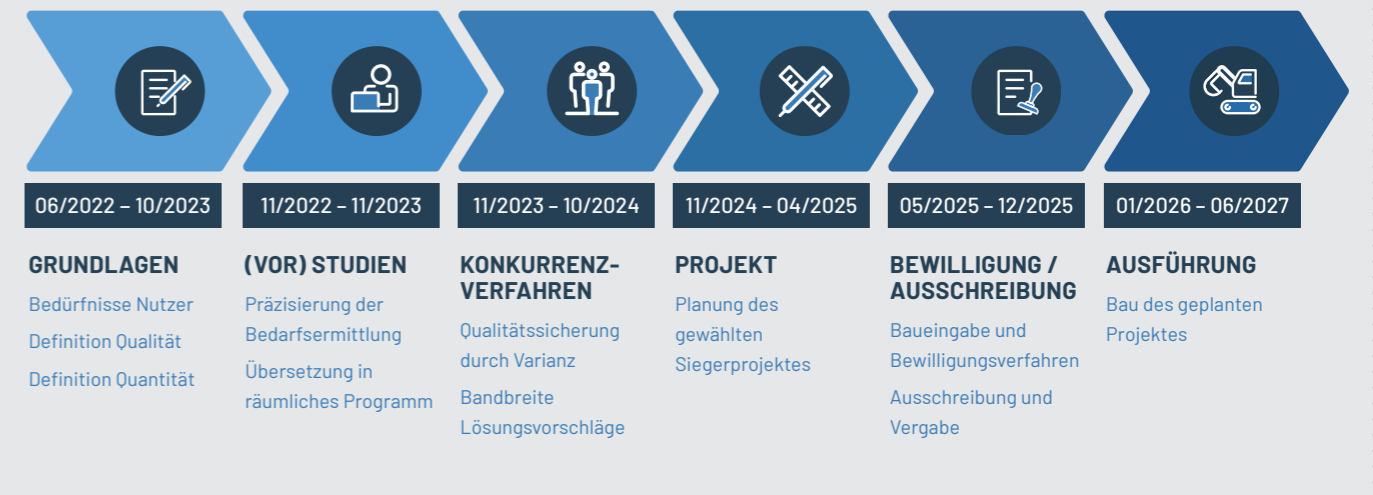 06/2022 – 10/2023
GRUNDLAGEN
Bedürfnisse Nutzer
Definition Qualität
Definition Quantität
11/2022 – 11/2023
(VOR) STUDIEN
Präzisierung der
Bedarfsermittlung
Übersetzung in
räumliches Programm
11/2023 – 10/2024
KONKURRENZ-
VERFAHREN
Qualitätssicherung
durch Varianz
Bandbreite
Lösungsvorschläge
11/2024 – 04/2025
PROJEKT
Planung des
gewählten
Siegerprojektes
05/2025 – 12/2025
BEWILLIGUNG /
AUSSCHREIBUNG
Baueingabe und
Bewilligungsverfahren
Ausschreibung und
Vergabe
01/2026 – 06/2027
AUSFÜHRUNG
Bau des geplanten
Projektes